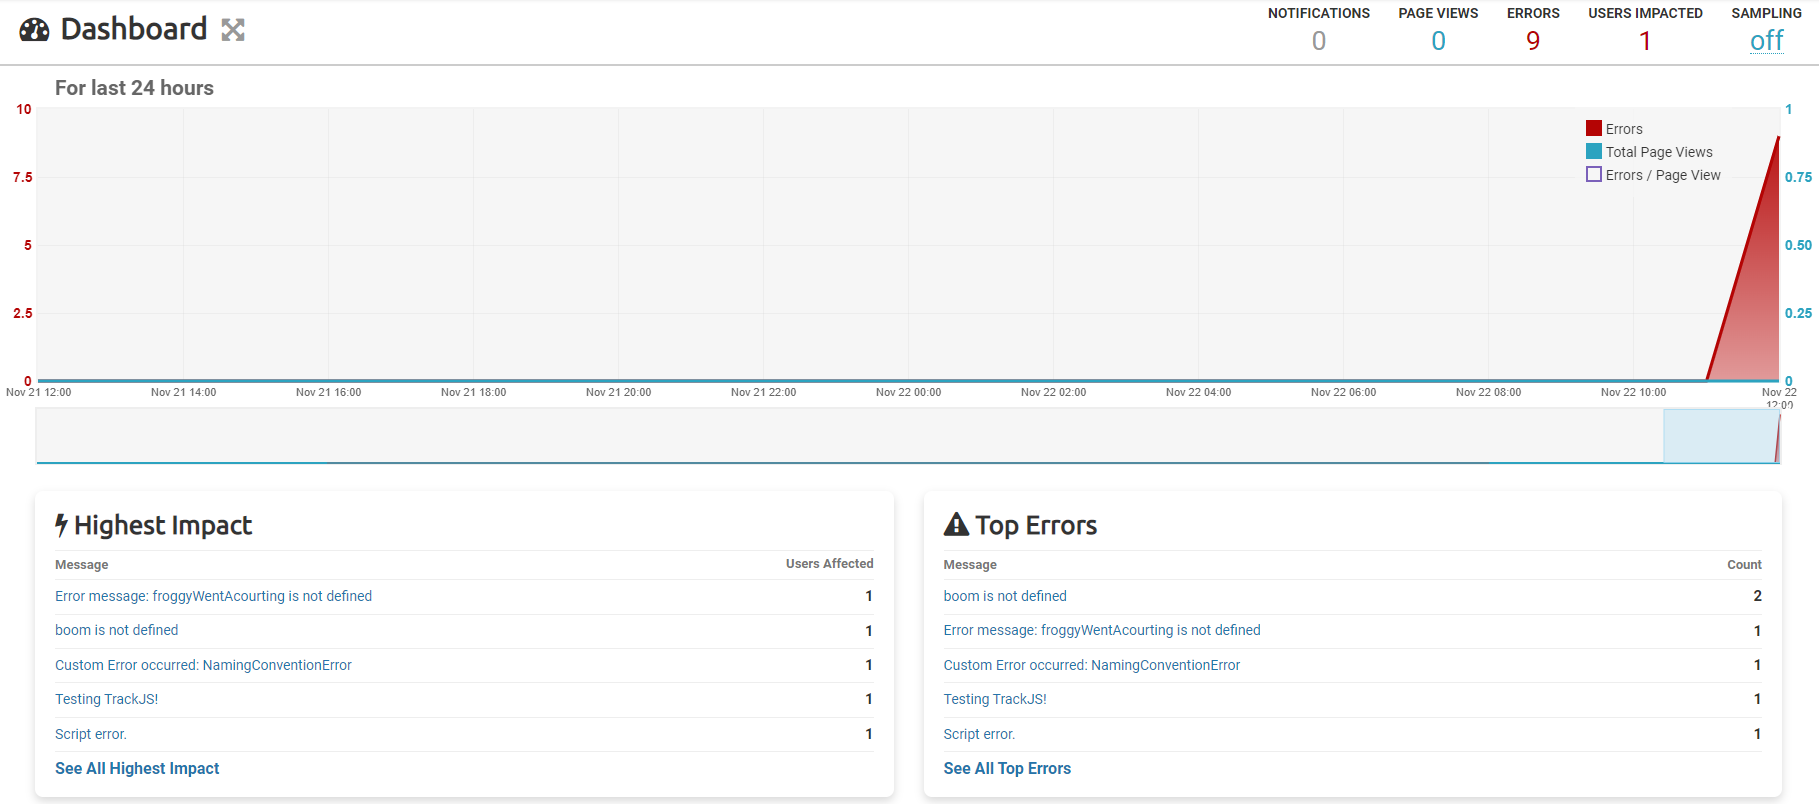 Dashboard
NOTIFICATIONS PAGE VIEWS ERRORS USERS IMPACTED SAMPLING
0 0 9 1 off
For last 24 hours
10 1
Errors
Total Page Views
7.5 Errors / Page View 0.75
5 0.50
2.5 0.25
0 0
Nov 21 12:00 Nov 21 14:00 Nov 21 16:00 Nov 21 18:00 Nov 21 20:00 Nov 21 22:00 Nov 22 00:00 Nov 22 02:00 Nov 22 04:00 Nov 22 06:00 Nov 22 08:00 Nov 22 10:00 Nov 22
12:00
Highest Impact
Message Users Affected
Error message: froggyWentAcourting is not defined 1
boom is not defined 1
Custom Error occurred: NamingConventionError 1
Testing TrackJS! 1
Script error. 1
See All Highest Impact
Top Errors
Message Count
boom is not defined 2
Error message: froggyWentAcourting is not defined 1
Custom Error occurred: NamingConventionError 1
Testing TrackJS! 1
Script error. 1
See All Top Errors